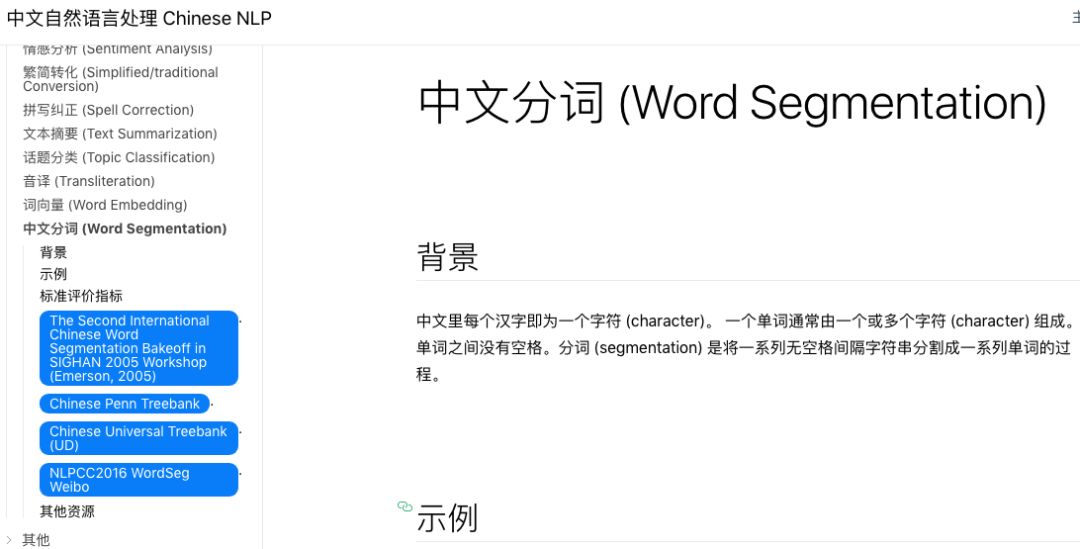 中文自然语言处理 Chinese NLP
情感分析 (Sentiment Analysis)
繁简转化 (Simplified/traditional
Conversion)
拼写纠正 (Spell Correction)
文本摘要 (Text Summarization)
话题分类 (Topic Classification)
音译 (Transliteration)
词向量 (Word Embedding)
中文分词 (Word Segmentation)
背景
示例
标准评价指标
The Second International
Chinese Word
Segmentation Bakeoff in
SIGHAN 2005 Workshop
(Emerson, 2005)
Chinese Penn Treebank
Chinese Universal Treebank
(UD)
NLPCC2016 WordSeg
Weibo
其他资源
其他
中文分词 (Word Segmentation)
背景
中文里每个汉字即为一个字符 (character)。 一个单词通常由一个或多个字符 (character) 组成。
单词之间没有空格。分词 (segmentation) 是将一系列无空格间隔字符串分割成一系列单词的过
程。
示例